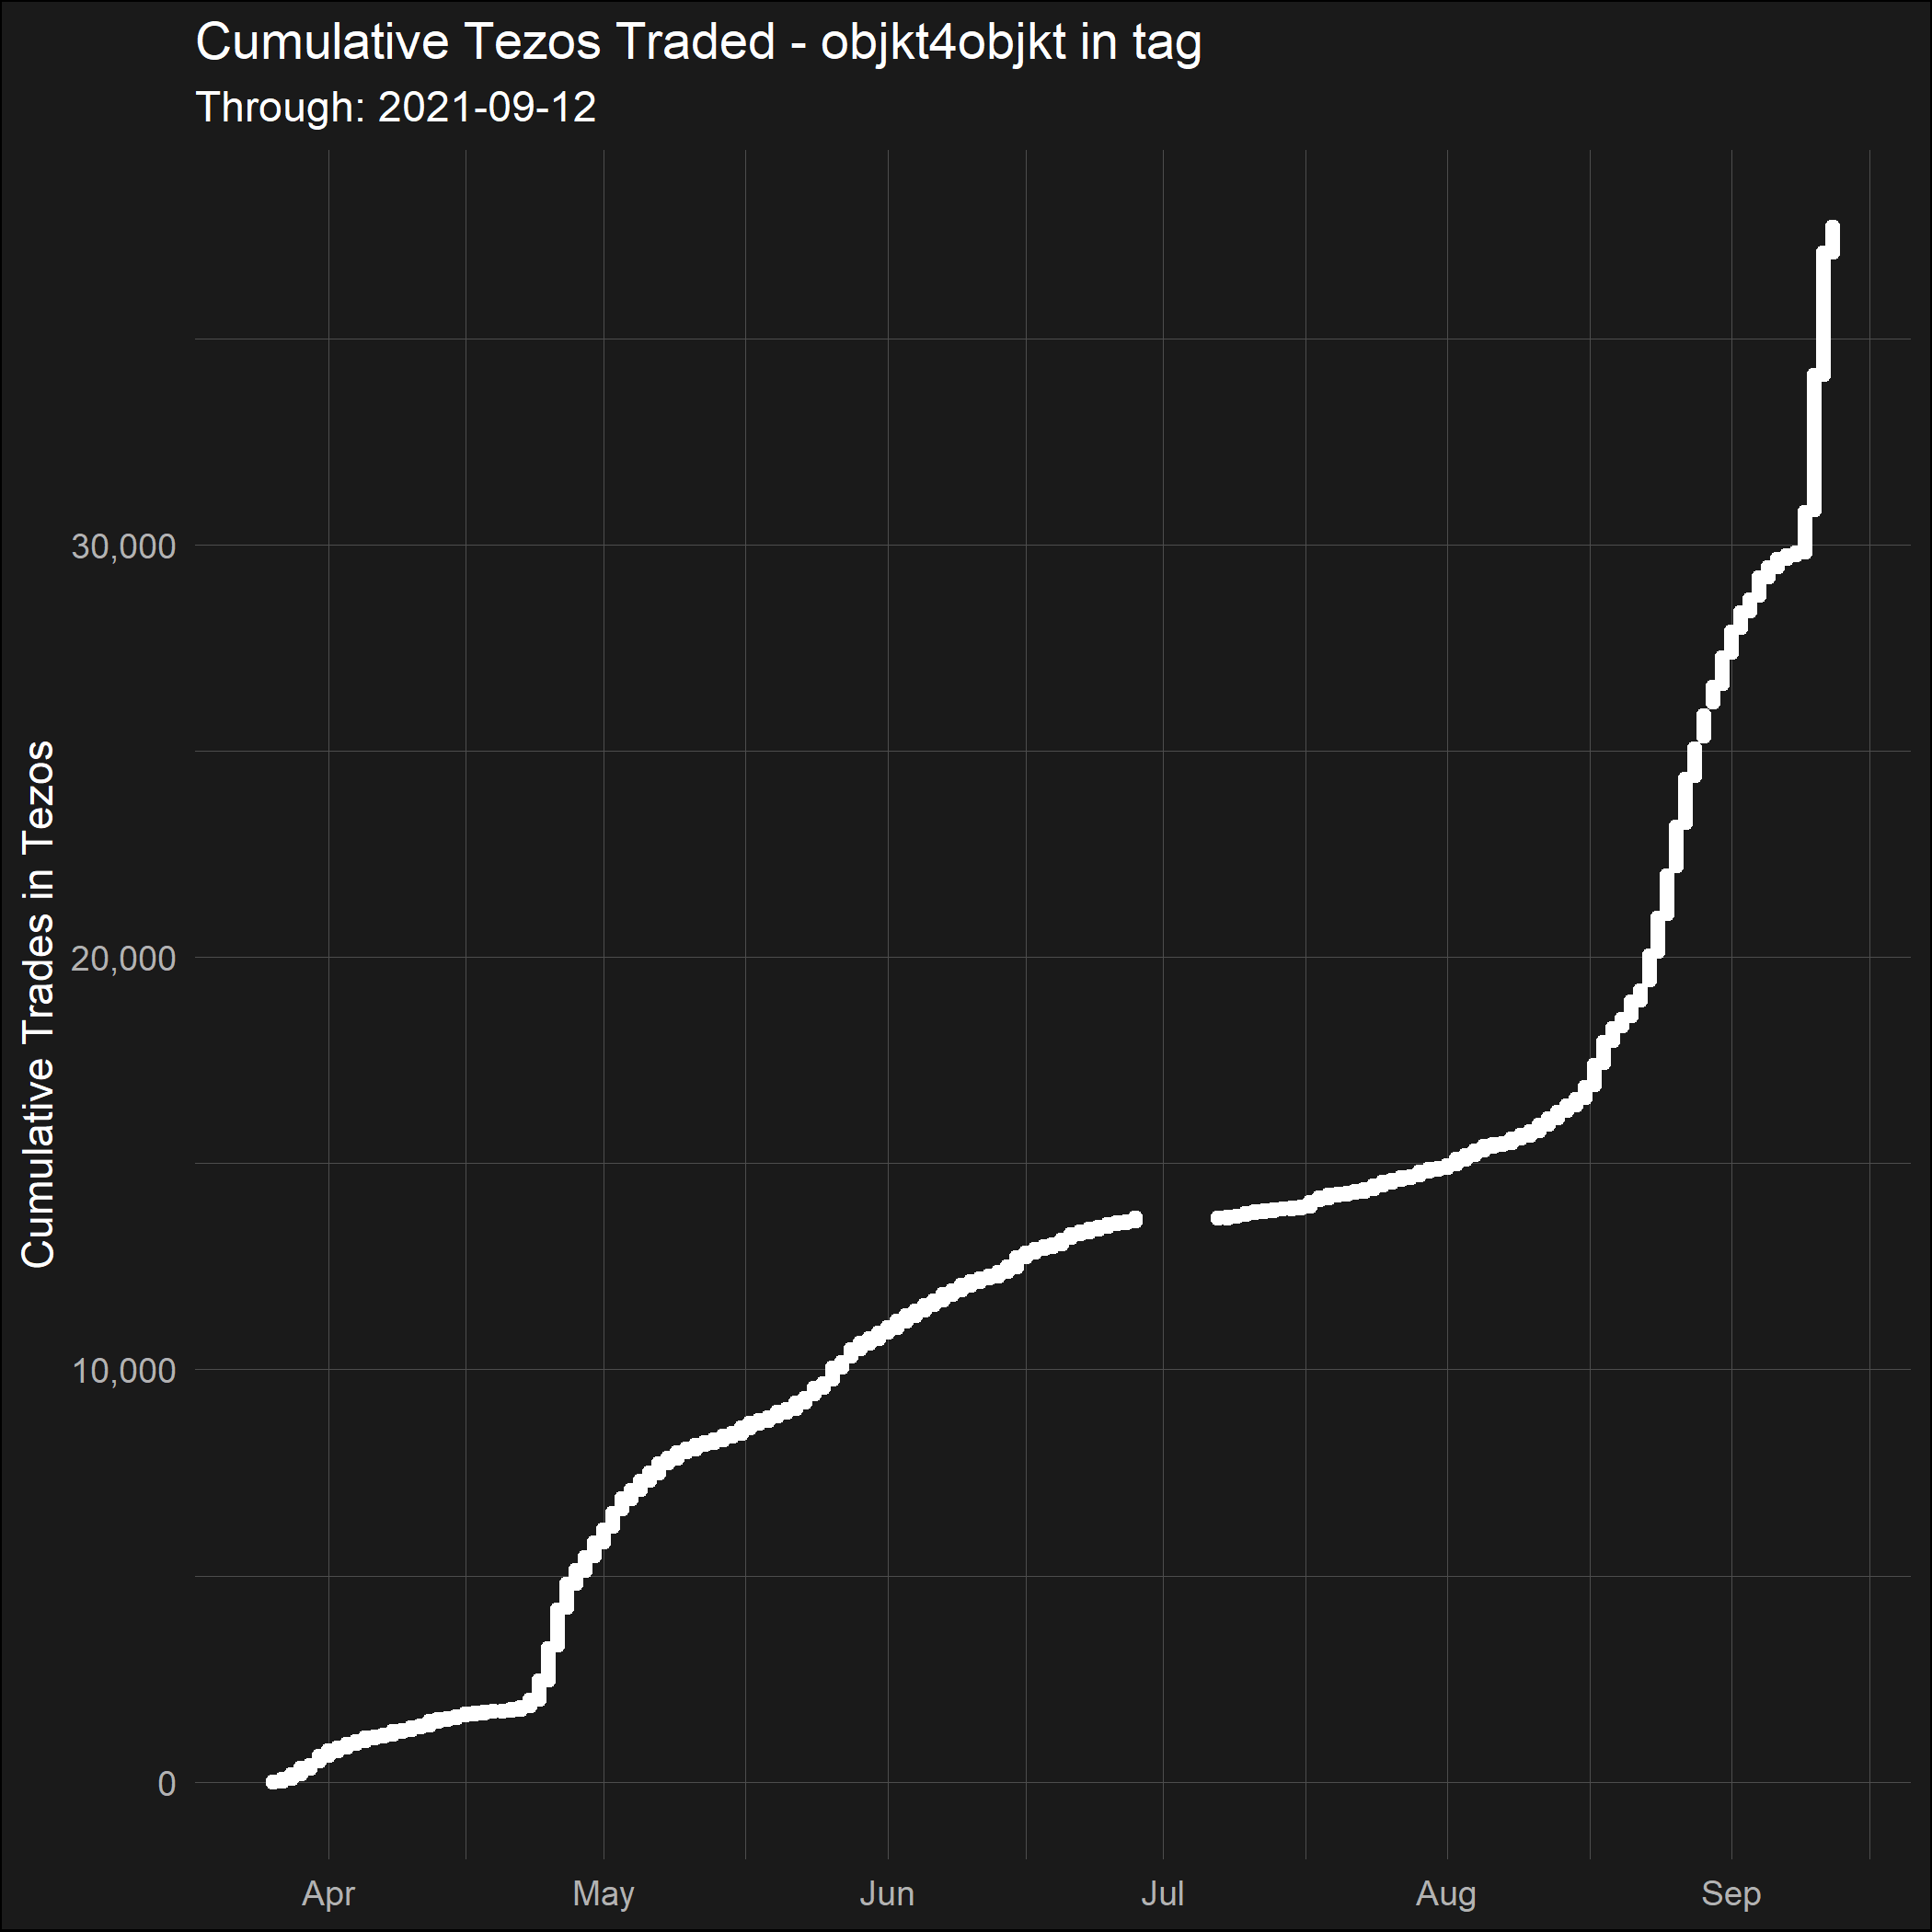 Cumulative Tezos Traded - objkt4objkt in tag
Through: 2021-09-12
Cumulative Trades in Tezos
30,000
20,000
10,000
0
Apr May Jun Jul Aug Sep